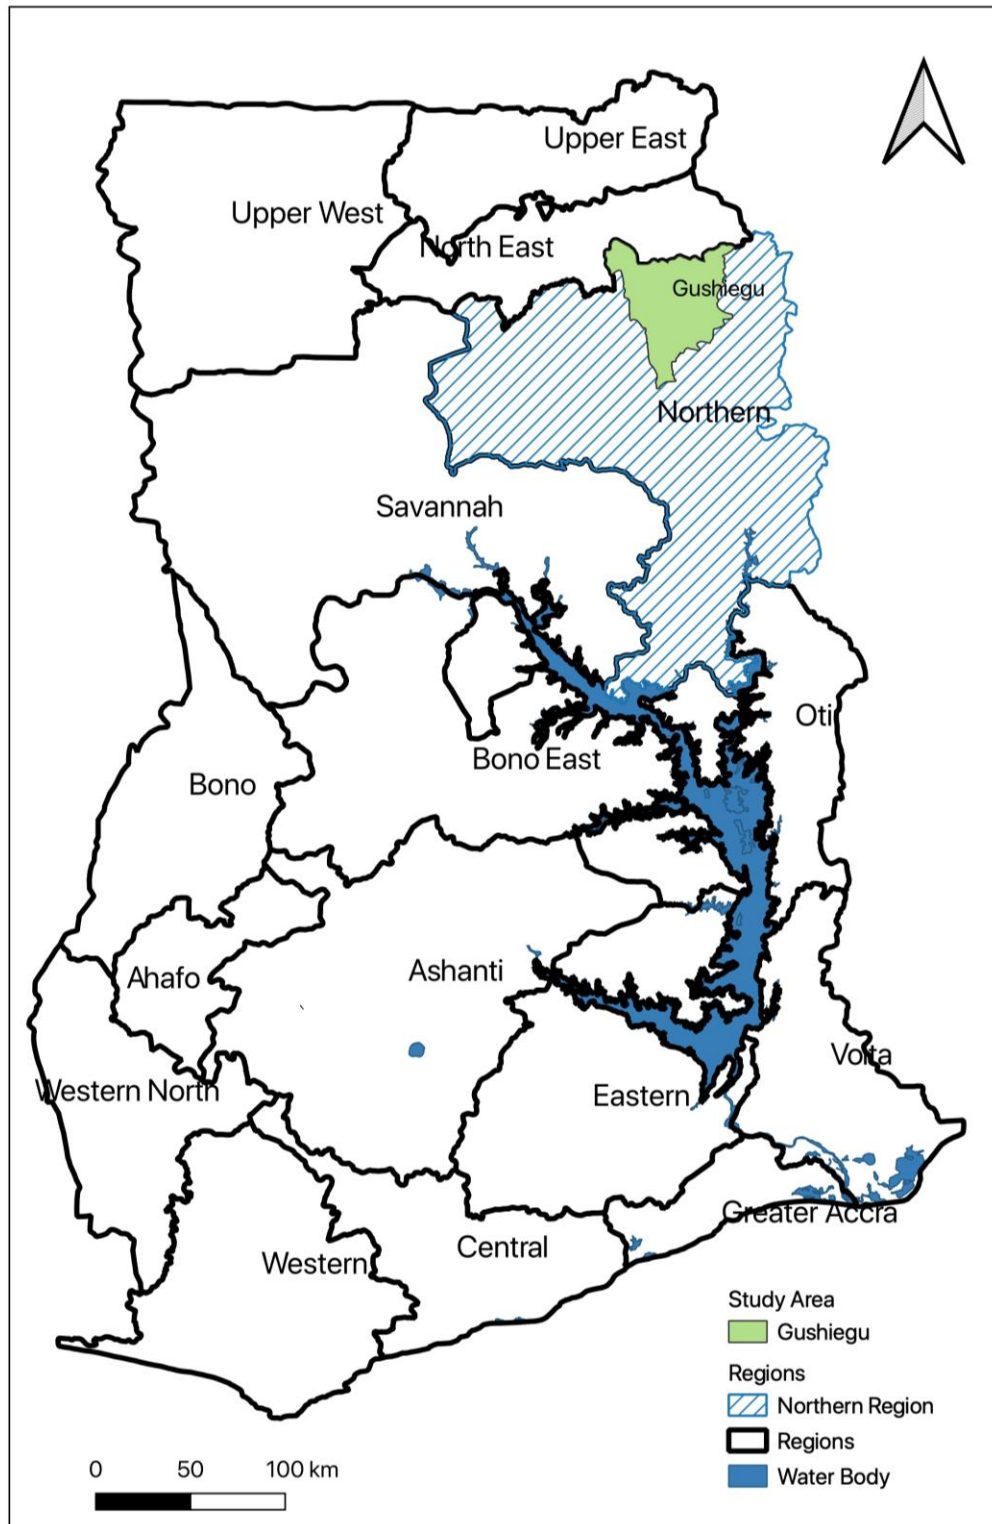 Upper East
Upper West
North East
Gushiegu
Northern
Savannah
Oti
Bono East
Bono
Ashanti
Ahafo
Volta
Western North
Eastern
Greater Accra
Central
Western
Study Area
Gushiegu
Regions
Northern Region
Regions
Water Body
0 50 100 km